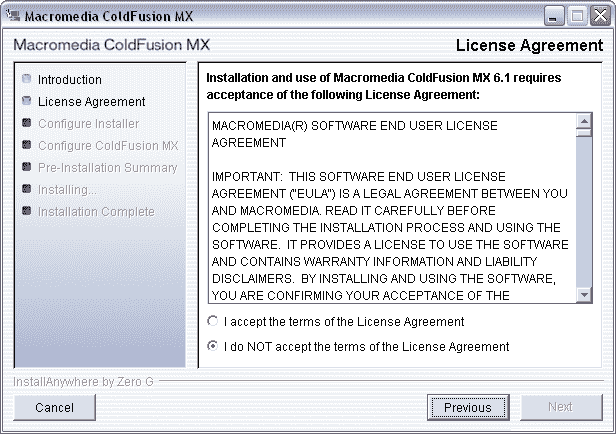 Macromedia ColdFusion MX
Macromedia ColdFusion MX
License Agreement
Introduction
License Agreement
Configure Installer
Configure ColdFusion MX
Pre-Installation Summary
Installing...
Installation Complete
Installation and use of Macromedia ColdFusion MX 6.1 requires
acceptance of the following License Agreement:
MACROMEDIA(R) SOFTWARE END USER LICENSE
AGREEMENT
IMPORTANT:  THIS SOFTWARE END USER LICENSE
AGREEMENT ("EULA") IS A LEGAL AGREEMENT BETWEEN YOU
AND MACROMEDIA. READ IT CAREFULLY BEFORE
COMPLETING THE INSTALLATION PROCESS AND USING THE
SOFTWARE.  IT PROVIDES A LICENSE TO USE THE SOFTWARE
AND CONTAINS WARRANTY INFORMATION AND LIABILITY
DISCLAIMERS.  BY INSTALLING AND USING THE SOFTWARE,
YOU ARE CONFIRMING YOUR ACCEPTANCE OF THE
I accept the terms of the License Agreement
I do NOT accept the terms of the License Agreement
InstallAnywhere by Zero G
Cancel
Previous
Next